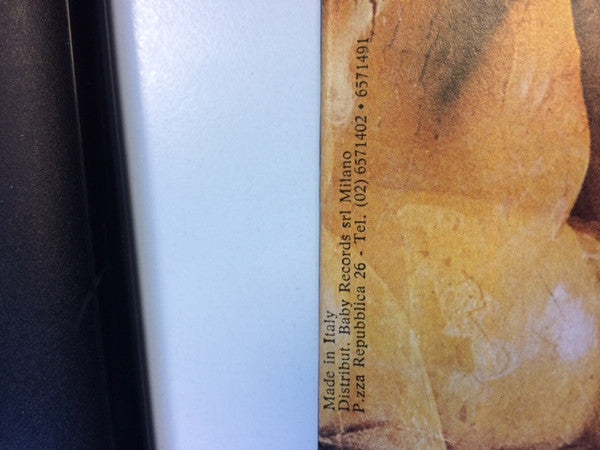 Made in Italy
Distribut. Baby Records srl Milano
P.zza Repubblica 26 - Tel. (02) 6571402 • 6571491